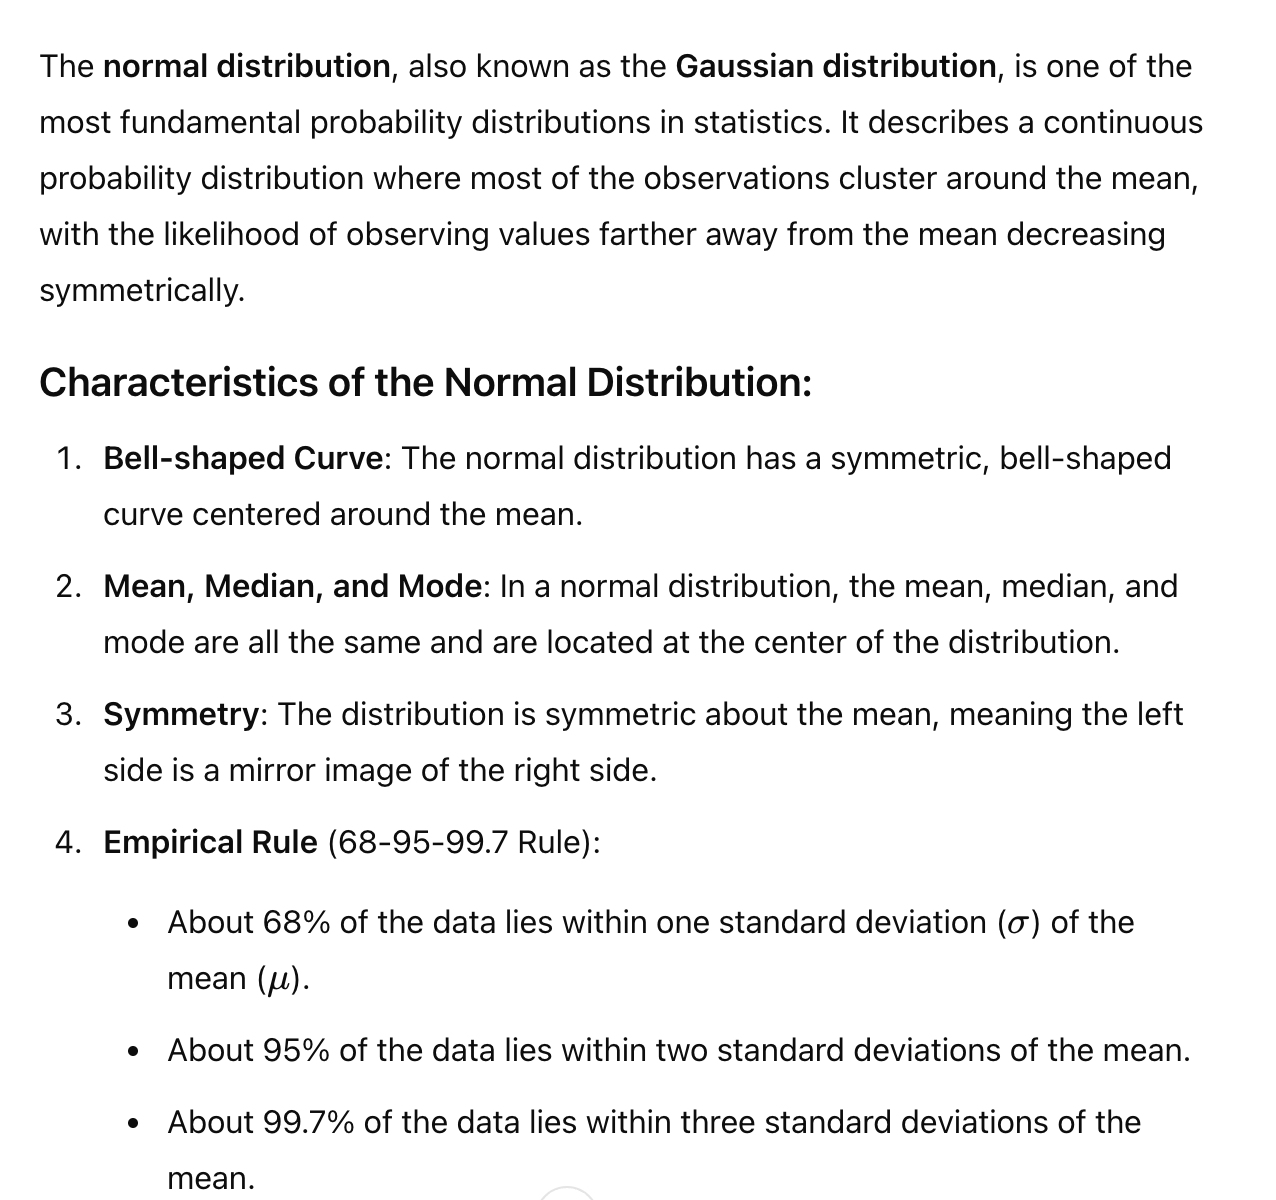 The normal distribution, also known as the Gaussian distribution, is one of the
most fundamental probability distributions in statistics. It describes a continuous
probability distribution where most of the observations cluster around the mean,
with the likelihood of observing values farther away from the mean decreasing
symmetrically.
Characteristics of the Normal Distribution:
1. Bell-shaped Curve: The normal distribution has a symmetric, bell-shaped
curve centered around the mean.
2. Mean, Median, and Mode: In a normal distribution, the mean, median, and
mode are all the same and are located at the center of the distribution.
3. Symmetry: The distribution is symmetric about the mean, meaning the left
side is a mirror image of the right side.
4. Empirical Rule (68-95-99.7 Rule):
• About 68% of the data lies within one standard deviation (σ) of the
mean (μ).
• About 95% of the data lies within two standard deviations of the mean.
• About 99.7% of the data lies within three standard deviations of the
mean.